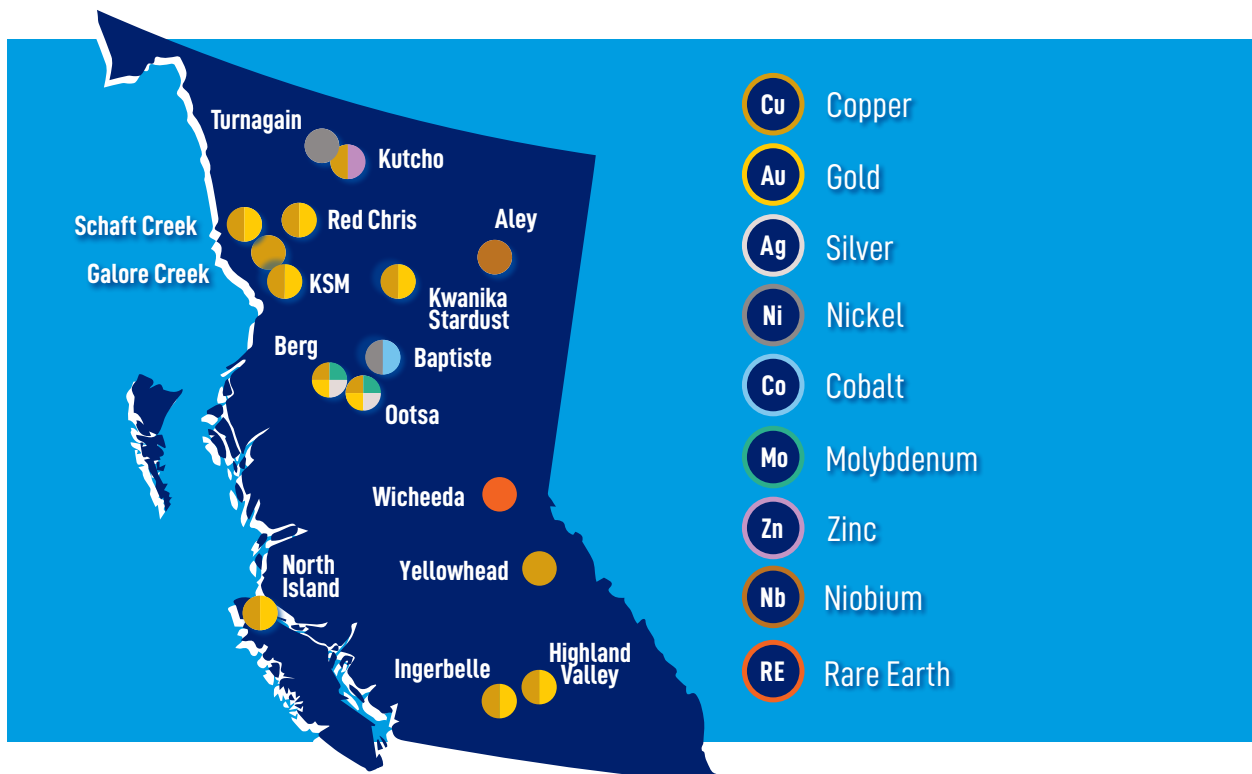 Turnagain
Kutcho
Schaft Creek
Red Chris
Aley
Galore Creek
KSM
Kwanika
Stardust
Berg
Baptiste
Ootsa
Wicheeda
North
Island
Yellowhead
Ingerbelle
Highland
Valley
Cu Copper
Au Gold
Ag Silver
Ni Nickel
Co Cobalt
Mo Molybdenum
Zn Zinc
Nb Niobium
RE Rare Earth